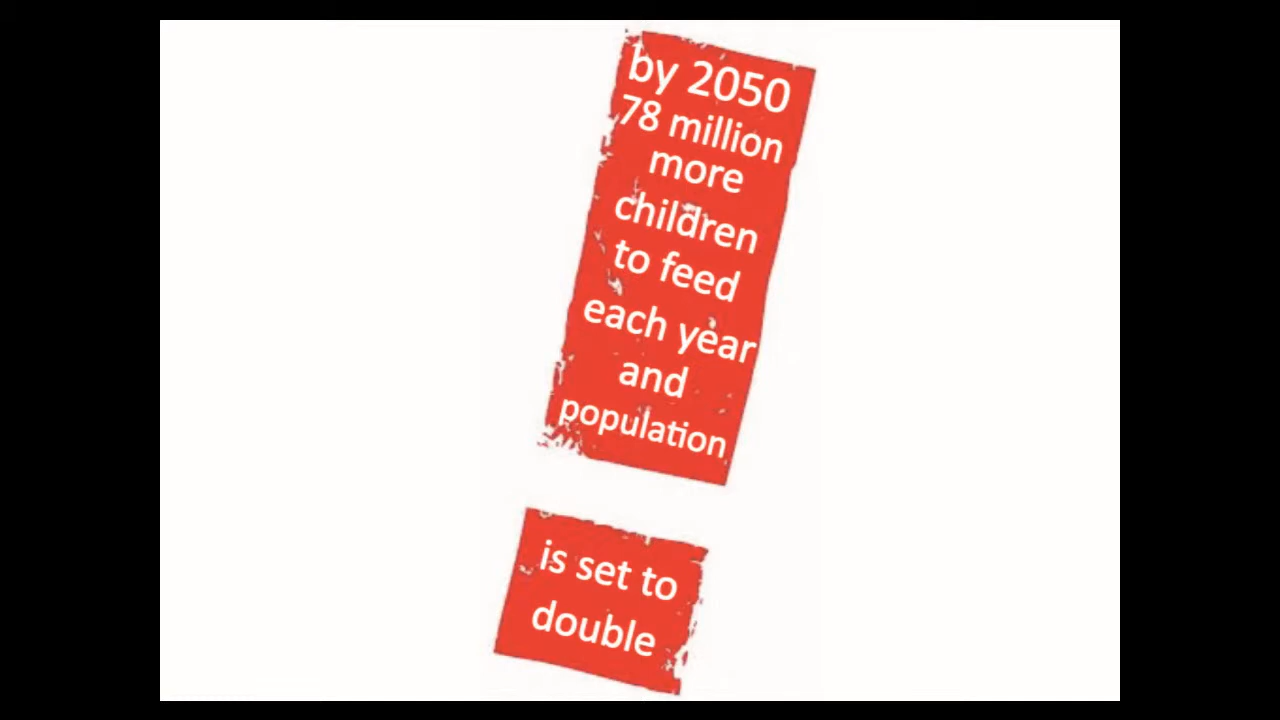 by 2050
78 million
more
children
to feed
each year
and
population
is set to
double